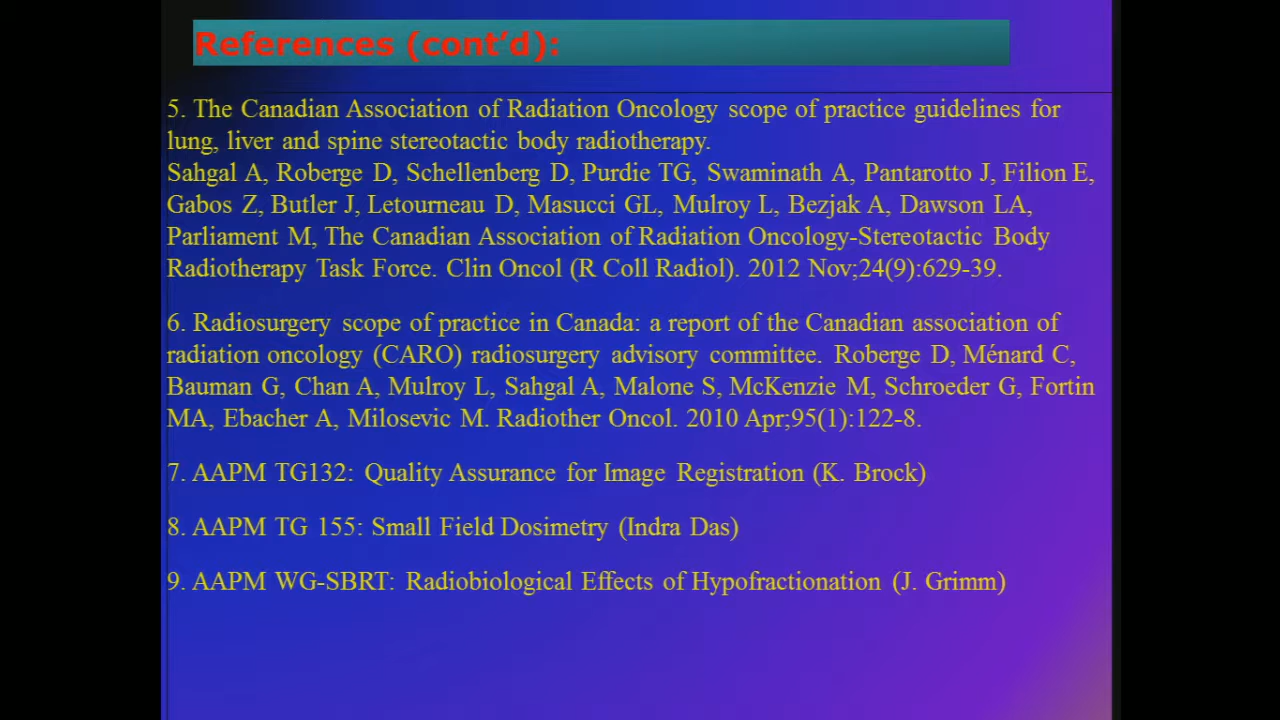 References (cont’d):
5. The Canadian Association of Radiation Oncology scope of practice guidelines for
lung, liver and spine stereotactic body radiotherapy.
Sahgal A, Roberge D, Schellenberg D, Purdie TG, Swaminath A, Pantarotto J, Filion E,
Gabos Z, Butler J, Letourneau D, Masucci GL, Mulroy L, Bezjak A, Dawson LA,
Parliament M, The Canadian Association of Radiation Oncology-Stereotactic Body
Radiotherapy Task Force. Clin Oncol (R Coll Radiol). 2012 Nov;24(9):629-39.
6. Radiosurgery scope of practice in Canada: a report of the Canadian association of
radiation oncology (CARO) radiosurgery advisory committee. Roberge D, Ménard C,
Bauman G, Chan A, Mulroy L, Sahgal A, Malone S, McKenzie M, Schroeder G, Fortin
MA, Ebacher A, Milosevic M. Radiother Oncol. 2010 Apr;95(1):122-8.
7. AAPM TG132: Quality Assurance for Image Registration (K. Brock)
8. AAPM TG 155: Small Field Dosimetry (Indra Das)
9. AAPM WG-SBRT: Radiobiological Effects of Hypofractionation (J. Grimm)